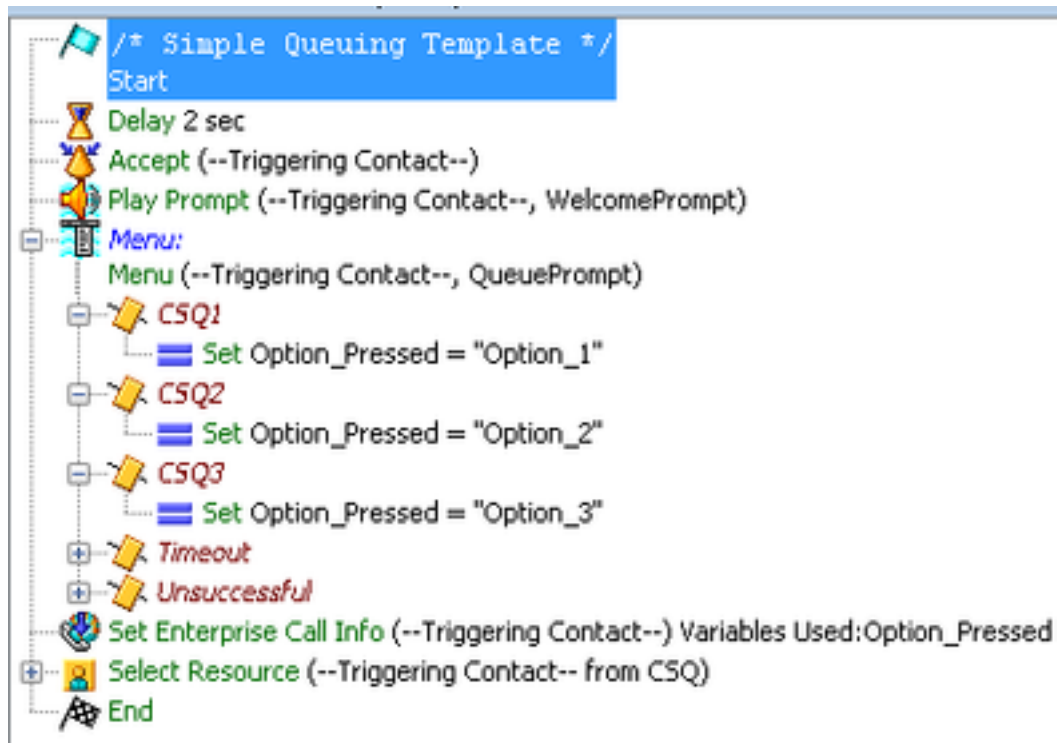 /* Simple Queuing Template */
Start
Delay 2 sec
Accept (--Triggering Contact--)
Play Prompt (--Triggering Contact--, WelcomePrompt)
Menu:
Menu (--Triggering Contact--, QueuePrompt)
CSQ1
Set Option_Pressed = "Option_1"
CSQ2
Set Option_Pressed = "Option_2"
CSQ3
Set Option_Pressed = "Option_3"
Timeout
Unsuccessful
Set Enterprise Call Info (--Triggering Contact--) Variables Used:Option_Pressed
Select Resource (--Triggering Contact-- from CSQ)
End